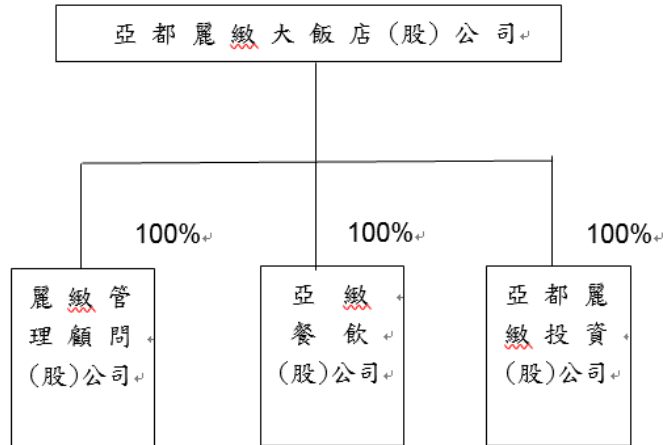 亞都麗緻大飯店(股)公司
100%
100%
100%
麗緻管
理顧問
(股)公司
亞緻
餐飲
(股)公司
亞都麗
緻投資
(股)公司